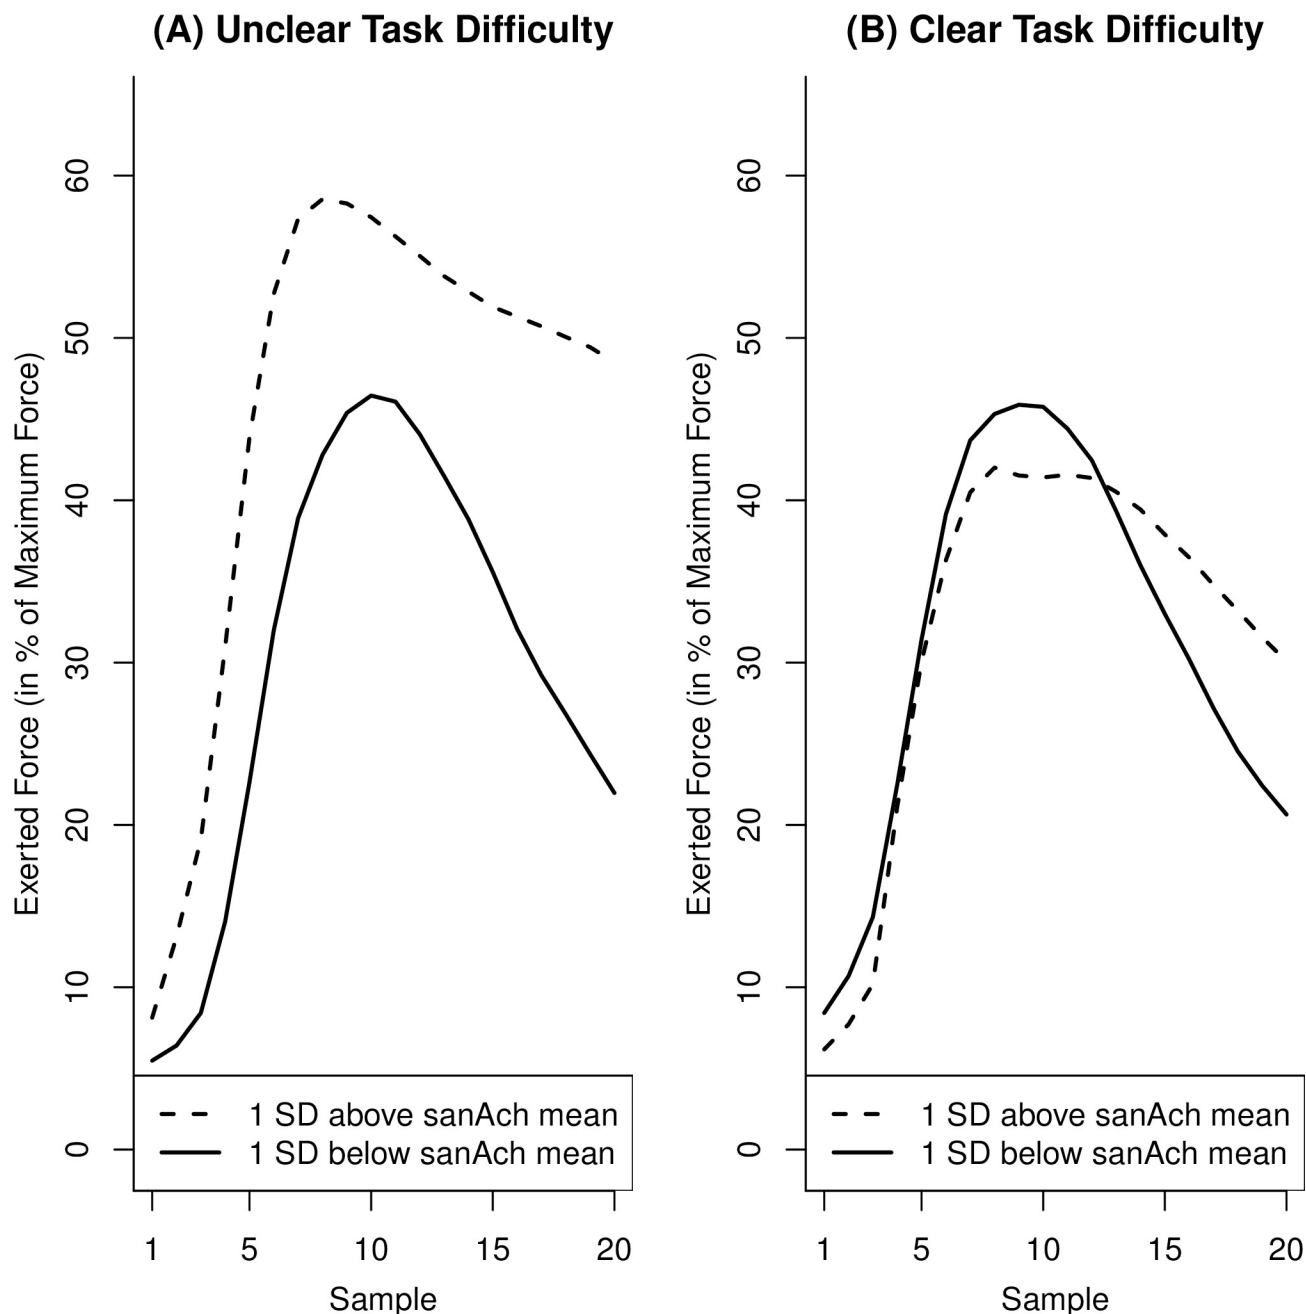 (A) Unclear Task Difficulty
Exerted Force (in % of Maximum Force)
60
50
40
30
20
10
0
1 SD above sanAch mean
1 SD below sanAch mean
1 5 10 15 20
Sample
(B) Clear Task Difficulty
Exerted Force (in % of Maximum Force)
60
50
40
30
20
10
0
1 SD above sanAch mean
1 SD below sanAch mean
1 5 10 15 20
Sample